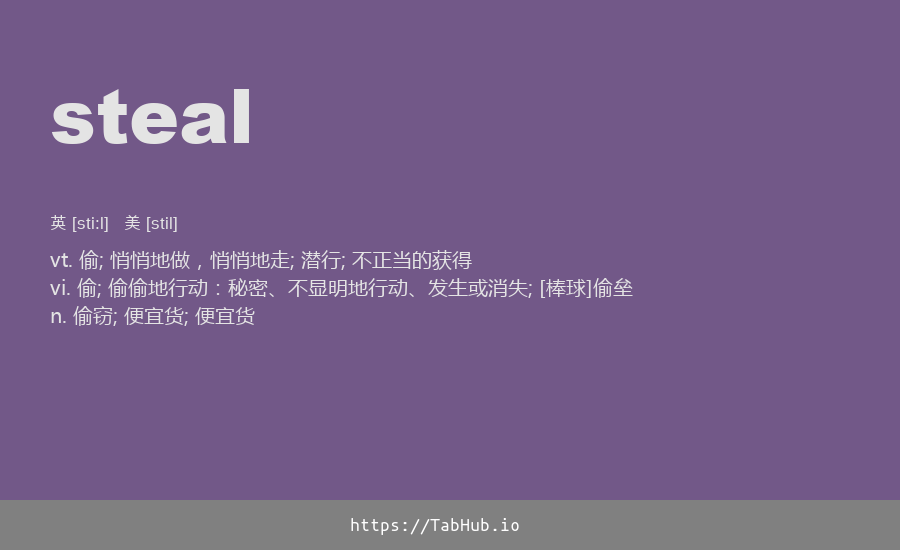 steal
英 [sti:l] 美 [stil]
vt. 偷; 悄悄地做，悄悄地走; 潜行; 不正当的获得
vi. 偷; 偷偷地行动：秘密、不显明地行动、发生或消失; [棒球]偷垒
n. 偷窃; 便宜货; 便宜货
https://TabHub.io